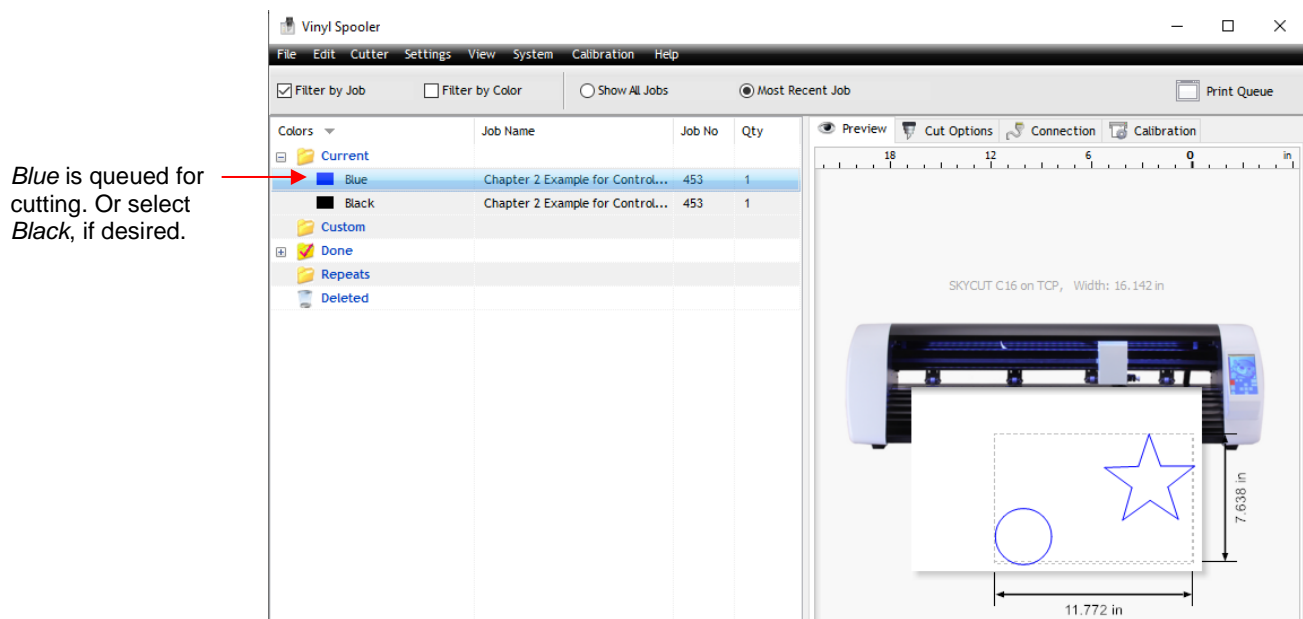 Vinyl Spooler
File Edit Cutter Settings View System Calibration Help
Filter by Job Filter by Color Show All Jobs Most Recent Job Print Queue
Colors Job Name Job No Qty
Current
Blue Chapter 2 Example for Control... 453 1
Black Chapter 2 Example for Control... 453 1
Custom
Done
Repeats
Deleted
Blue is queued for
cutting. Or select
Black, if desired.
Preview Cut Options Connection Calibration
18 12 6 0 in
SKYCUT C16 on TCP, Width: 16.142 in
7.638 in
11.772 in